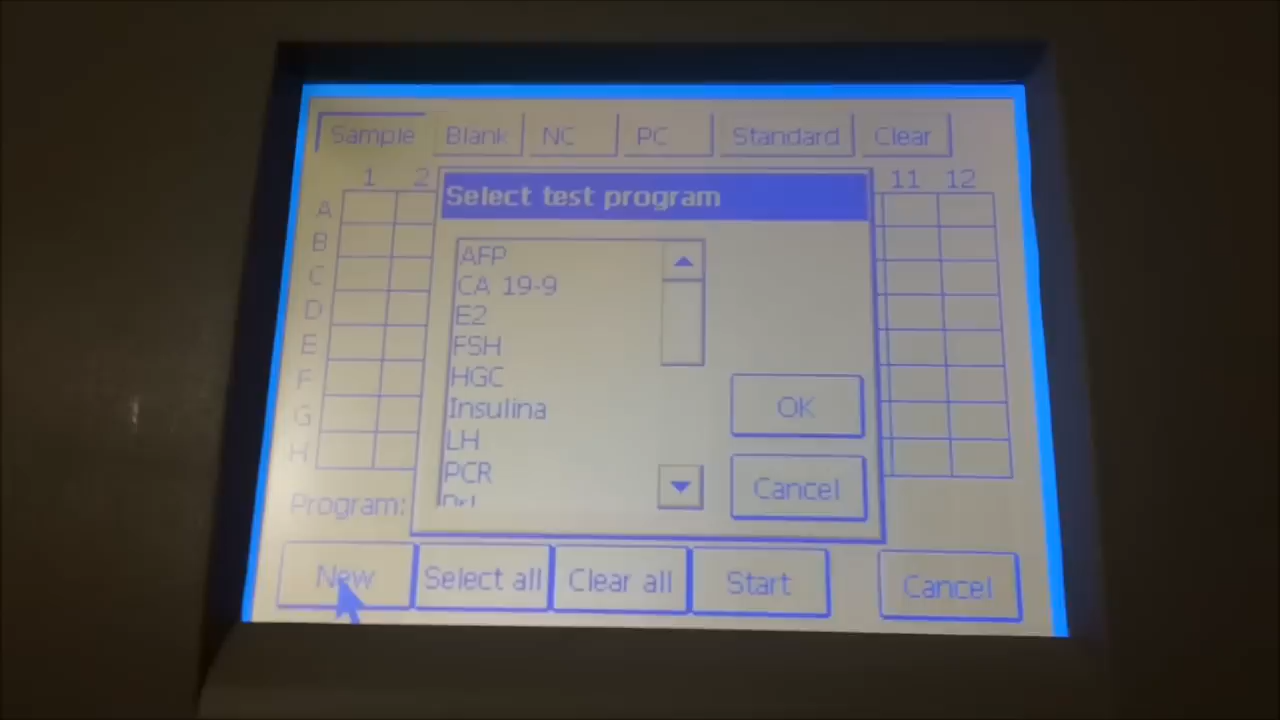 Sample Blank NC PC Standard Clear
1 2 11 12
Select test program
A
B
C
D
E
F
G
H
AFP
CA 19-9
E2
FSH
HGC
Insulina
LH
PCR
OK
Cancel
Program:
New Select all Clear all Start Cancel